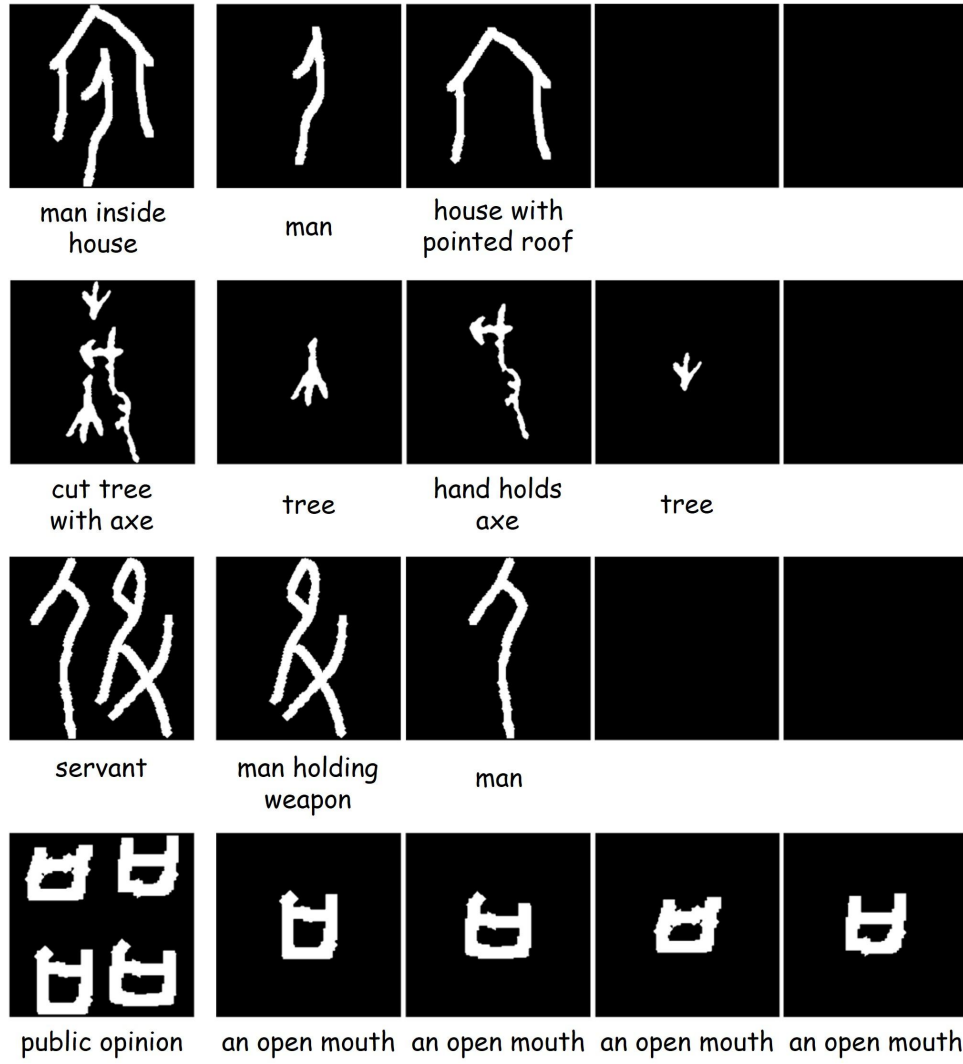 man inside
house
man
house with
pointed roof
cut tree
with axe
tree
hand holds
axe
tree
servant
man holding
weapon
man
public opinion
an open mouth
an open mouth
an open mouth
an open mouth